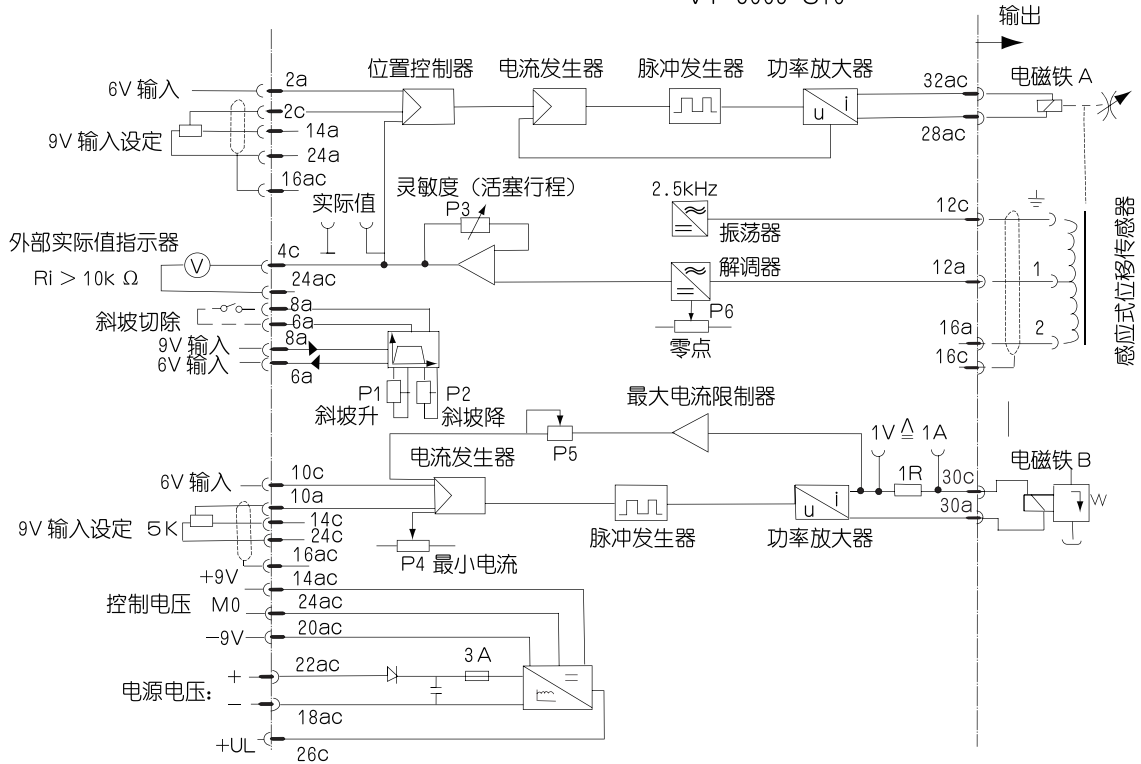 输出
位置控制器
电流发生器
脉冲发生器
功率放大器
6V 输入
2a
32ac
电磁铁 A
2c
u
i
9V 输入设定
14a
24a
28ac
16ac
灵敏度（活塞行程）
2.5kHz
实际值
P3
12c
振荡器
外部实际值指示器
4c
V
Ri > 10k Ω
24ac
解调器
12a
1
感应式位移传感器
8a
6a
P6
斜坡切除
9V 输入
8a
零点
16a
2
6V 输入
6a
16c
P1
P2
斜坡升
斜坡降
最大电流限制器
P5
1V ≙ 1A
电流发生器
1R
电磁铁 B
6V 输入
10c
30c
10a
u
i
30a
W
9V 输入设定 5K
14c
24c
脉冲发生器
功率放大器
16ac
P4 最小电流
+9V
14ac
控制电压 M0
24ac
20ac
-9V
22ac
3A
+
电源电压:
-
18ac
+UL
26c